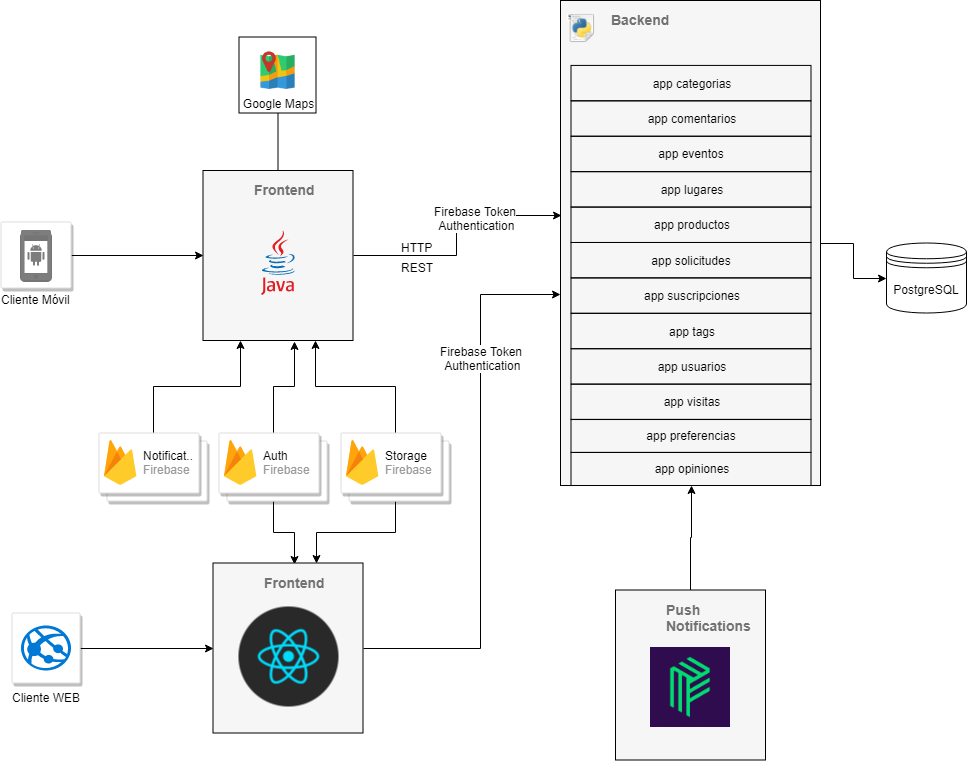 Backend
app categorias
app comentarios
app eventos
app lugares
app productos
app solicitudes
app suscripciones
app tags
app usuarios
app visitas
app preferencias
app opiniones
Google Maps
Frontend
Java
Cliente Móvil
HTTP
REST
Firebase Token
Authentication
PostgreSQL
Firebase Token
Authentication
Notificat..
Firebase
Auth
Firebase
Storage
Firebase
Frontend
Cliente WEB
Push
Notifications